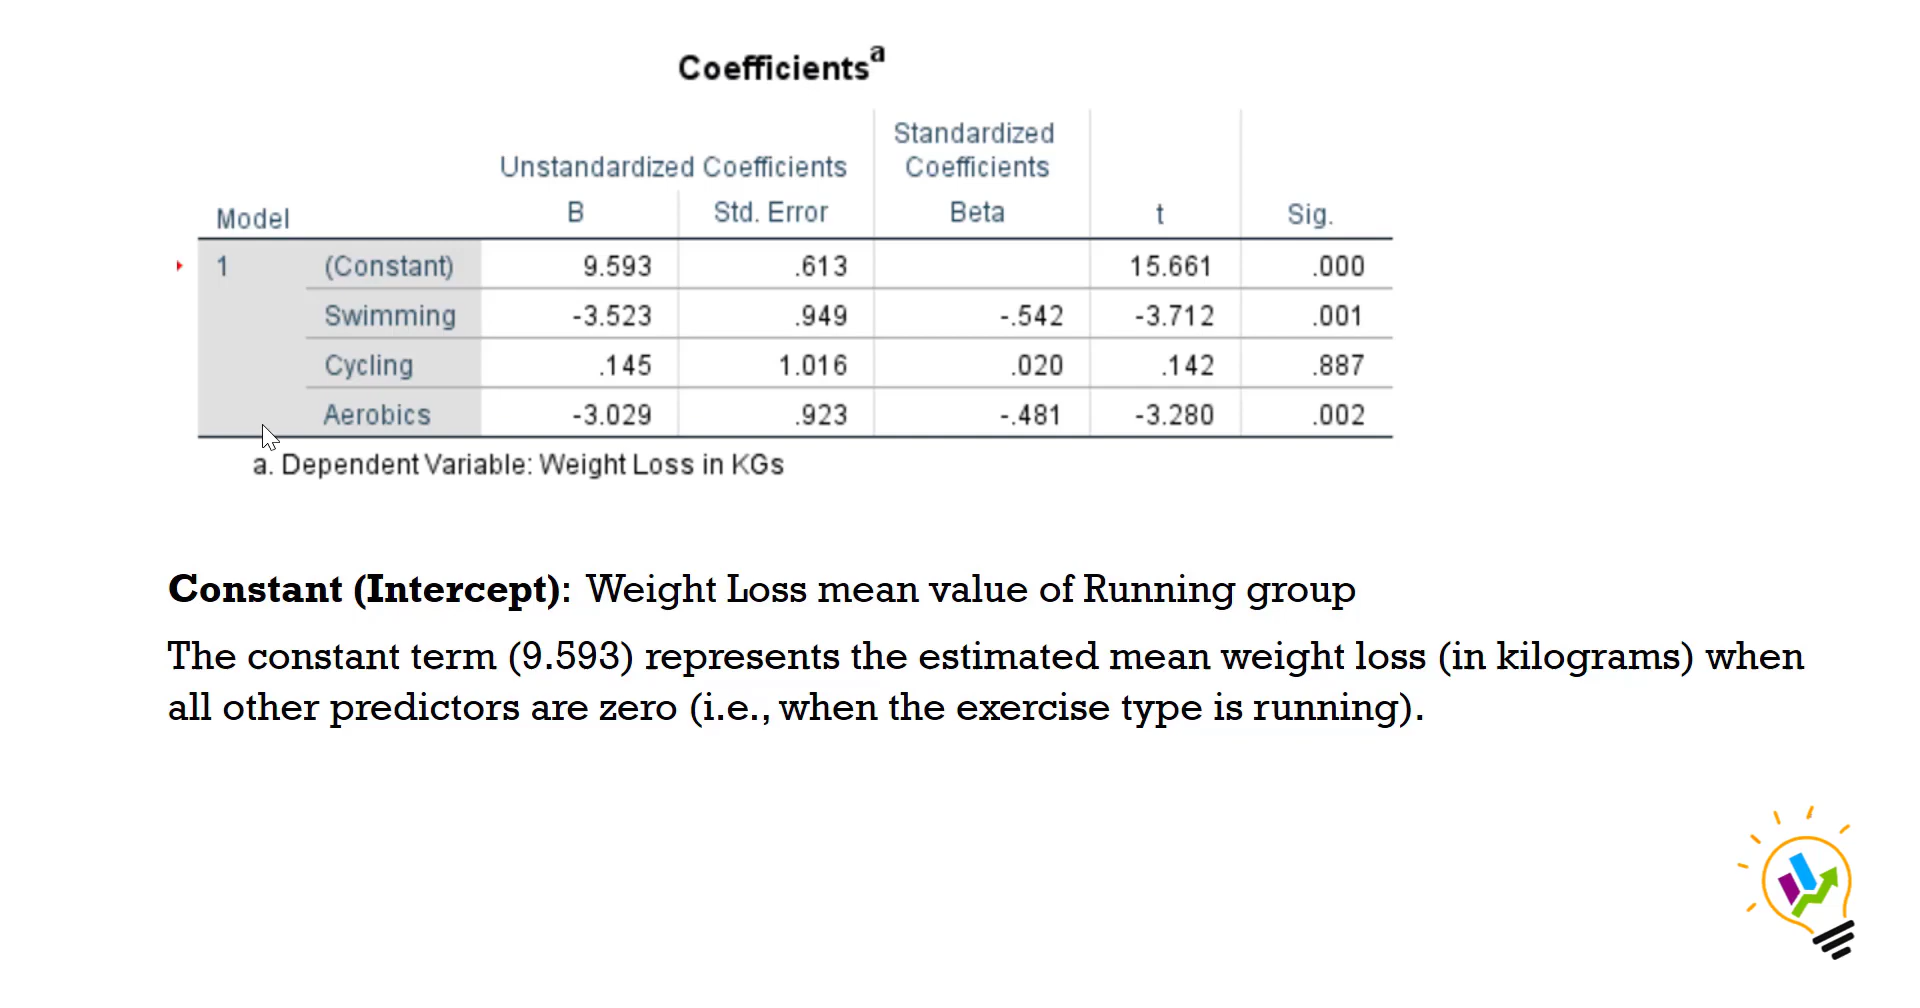 Coefficients^a
Unstandardized Coefficients Standardized Coefficients
Model B Std. Error Beta t Sig.
1 (Constant) 9.593 .613 15.661 .000
Swimming -3.523 .949 -.542 -3.712 .001
Cycling .145 1.016 .020 .142 .887
Aerobics -3.029 .923 -.481 -3.280 .002
a. Dependent Variable: Weight Loss in KGs
Constant (Intercept): Weight Loss mean value of Running group
The constant term (9.593) represents the estimated mean weight loss (in kilograms) when
all other predictors are zero (i.e., when the exercise type is running).